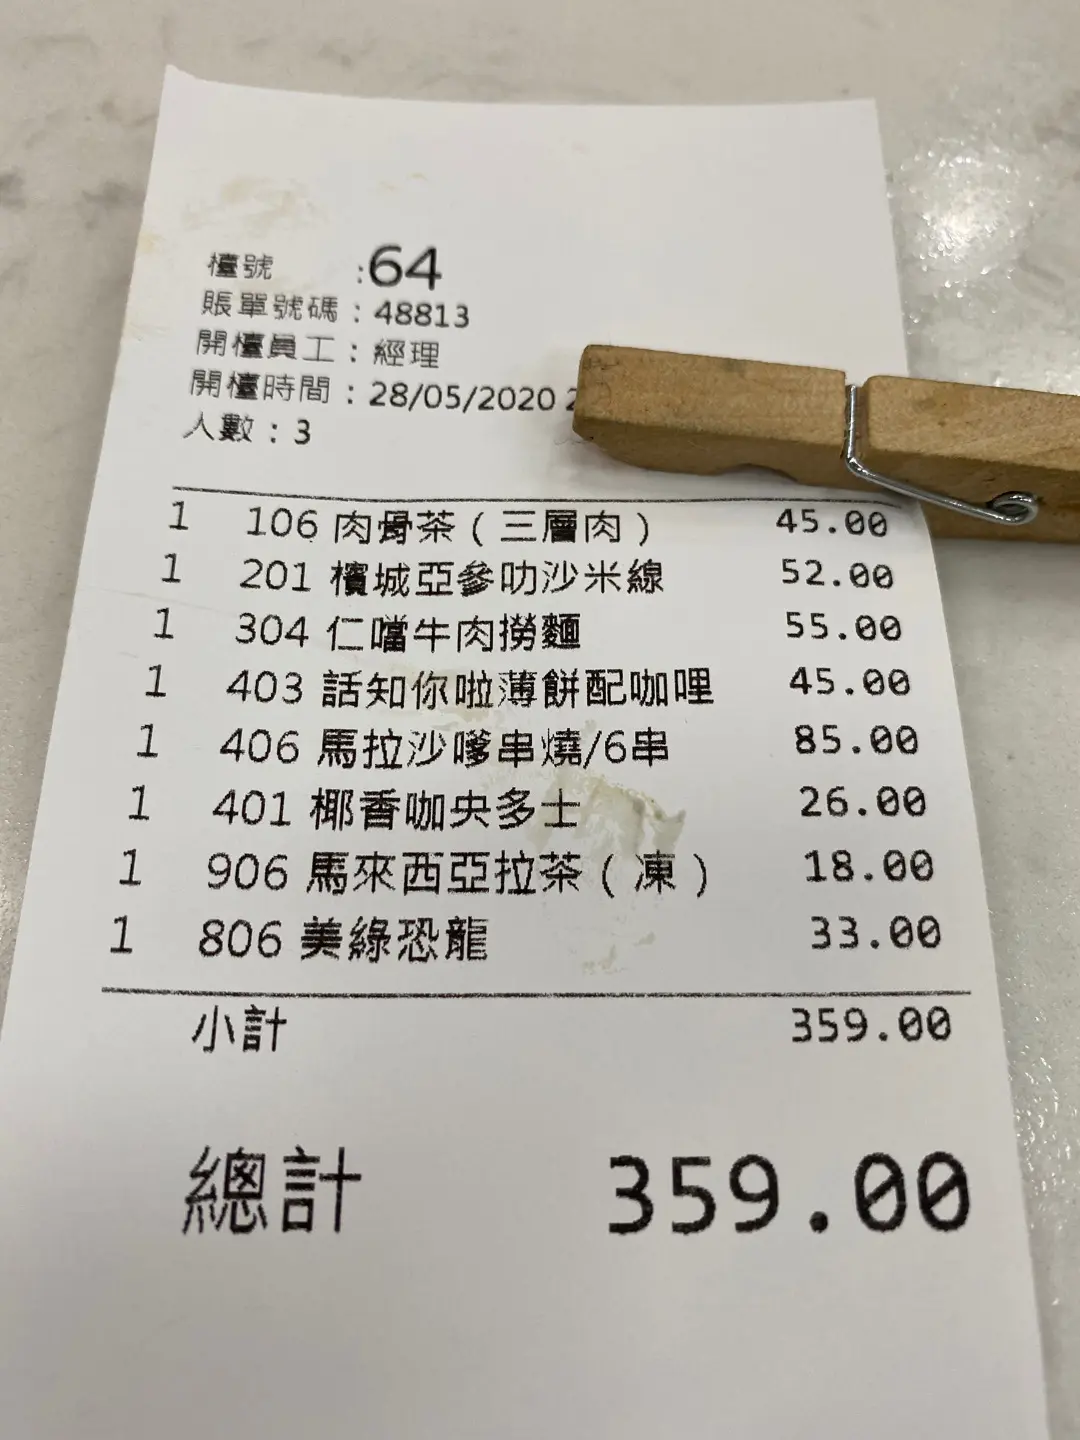 檯號 :64
賬單號碼：48813
開檯員工：經理
開檯時間：28/05/2020
人數：3
1 106 肉骨茶（三層肉） 45.00
1 201 檳城亞參叻沙米線 52.00
1 304 仁噹牛肉撈麵 55.00
1 403 話知你啦薄餅配咖哩 45.00
1 406 馬拉沙嗲串燒/6串 85.00
1 401 椰香咖央多士 26.00
1 906 馬來西亞拉茶（凍） 18.00
1 806 美綠恐龍 33.00
小計 359.00
總計 359.00